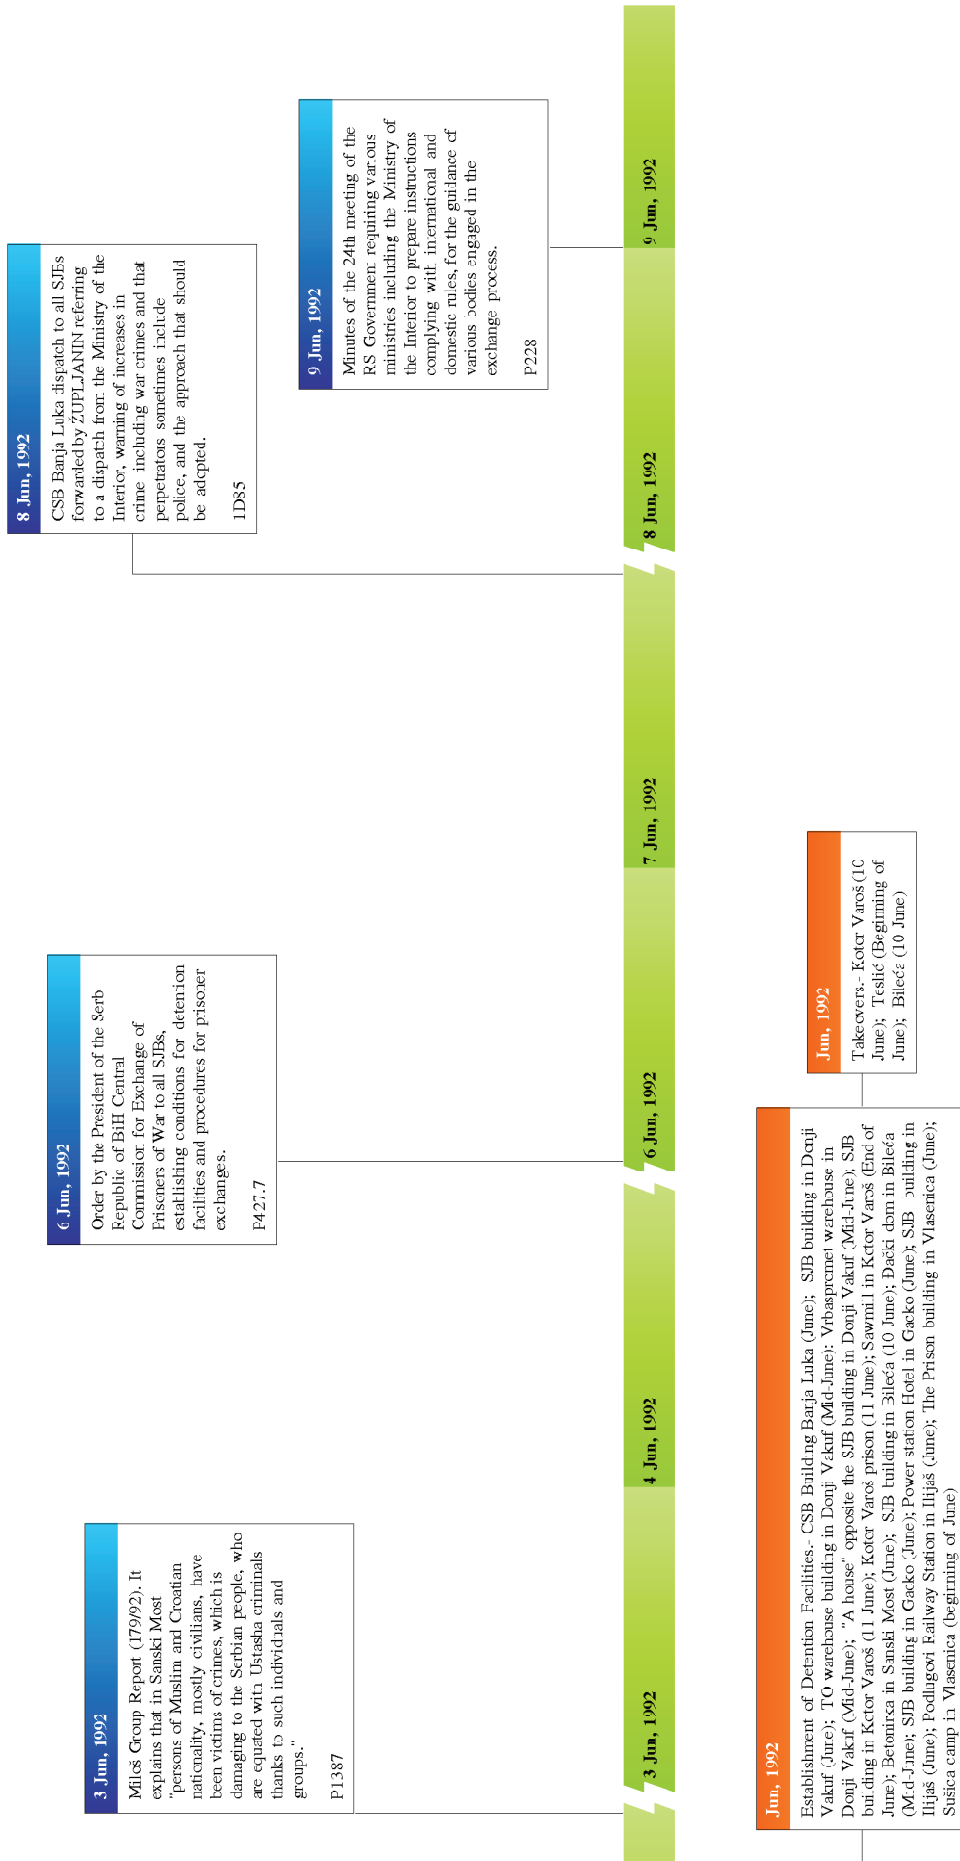 3 Jun, 1992
Miloš Group Report (179/92). It
explains that in Sanski Most
"persons of Muslim and Croatian
nationality, mostly civilians, have
been victims of crimes, which is
damaging to the Serbian people, who
are equated with Ustasha criminals
thanks to such individuals and
groups."
P1387
6 Jun, 1992
Order by the President of the Serb
Republic of BiH Central
Commission for Exchange of
Prisoners of War to all SJBs,
establishing conditions for detention
facilities and procedures for prisoner
exchanges.
P427.7
8 Jun, 1992
CSB Banja Luka dispatch to all SJBs
forwarded by ŽUPLJANIN referring
to a dispatch from the Ministry of the
Interior, warning of increases in
crime including war crimes and that
perpetrators sometimes include
police, and the approach that should
be adopted.
1D85
9 Jun, 1992
Minutes of the 24th meeting of the
RS Government requiring various
ministries including the Ministry of
the Interior to prepare instructions
complying with international and
domestic rules, for the guidance of
various bodies engaged in the
exchange process.
P228
3 Jun, 1992
4 Jun, 1992
6 Jun, 1992
7 Jun, 1992
8 Jun, 1992
9 Jun, 1992
Jun, 1992
Establishment of Detention Facilities.- CSB Building Banja Luka (June); SJB building in Donji
Vakuf (June); TO warehouse building in Donji Vakuf (Mid-June); Vrbaspromet warehouse in
Donji Vakuf (Mid-June); "A house" opposite the SJB building in Donji Vakuf (Mid-June); SJB
building in Kotor Varoš (11 June); Kotor Varoš prison (11 June); Sawmill in Kotor Varoš (End of
June); Betonirka in Sanski Most (June); SJB building in Bileća (10 June); Đački dom in Bileća
(Mid-June); SJB building in Gacko (June); Power station Hotel in Gacko (June); SJB building in
Ilijaš (June); Podlugovi Railway Station in Ilijaš (June); The Prison building in Vlasenica (June);
Sušica camp in Vlasenica (beginning of June)
Jun, 1992
Takeovers.- Kotor Varoš (10
June); Teslić (Beginning of
June); Bileća (10 June)